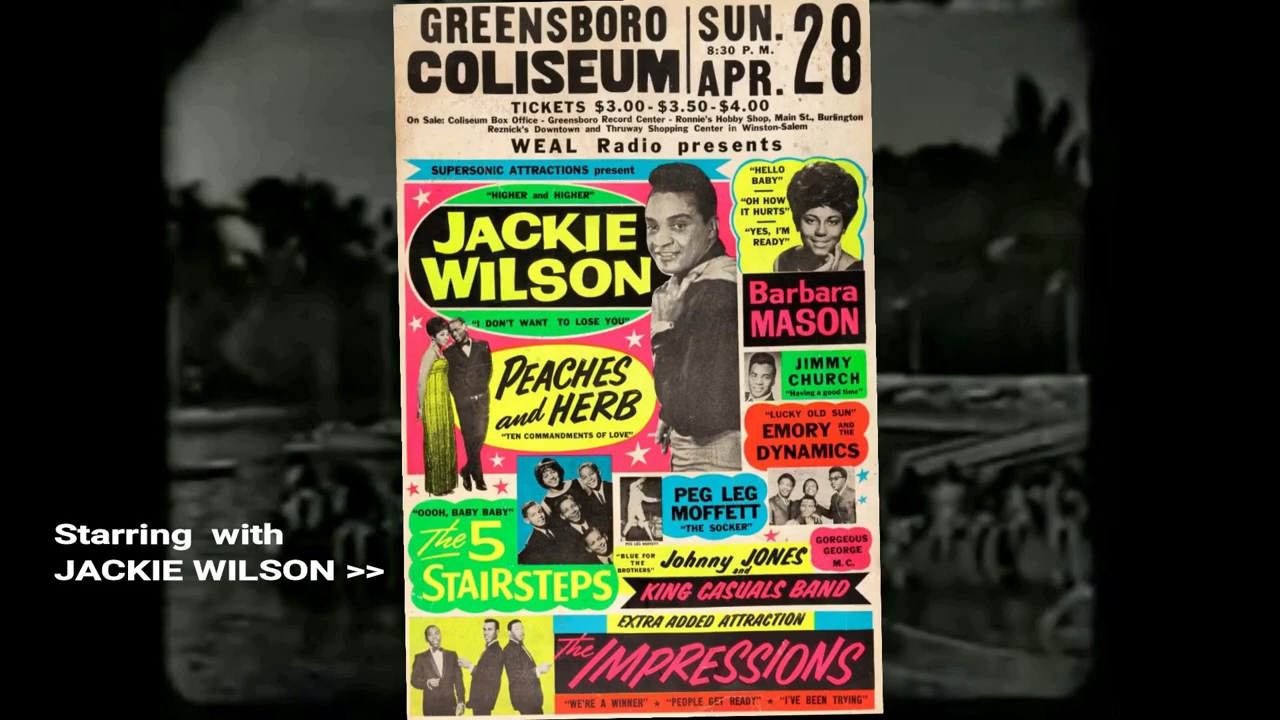 GREENSBORO
COLISEUM
SUN.
8:30 P. M.
APR.
28
TICKETS $3.00-$3.50-$4.00
On Sale: Coliseum Box Office - Greensboro Record Center - Ronnie's Hobby Shop, Main St., Burlington
Reznick's Downtown and Thruway Shopping Center in Winston-Salem
WEAL Radio presents
SUPERSONIC ATTRACTIONS present
"HIGHER and HIGHER"
JACKIE
WILSON
"I DON'T WANT TO LOSE YOU"
"HELLO
BABY"
"OH HOW
IT HURTS"
"YES, I'M
READY"
Barbara
MASON
PEACHES
and HERB
"TEN COMMANDMENTS OF LOVE"
JIMMY
CHURCH
"Having a good time"
"LUCKY OLD SUN"
EMORY AND THE
DYNAMICS
"OOOH, BABY BABY"
The 5
STAIRSTEPS
PEG LEG
MOFFETT
"THE SOCKER"
PEG LEG MOFFETT
"BLUE FOR
THE
BROTHERS"
Johnny JONES
and
KING CASUALS BAND
GORGEOUS
GEORGE
M.C.
EXTRA ADDED ATTRACTION
The IMPRESSIONS
"WE'RE A WINNER" ★ "PEOPLE GET READY" ★ "I'VE BEEN TRYING"
Starring with
JACKIE WILSON >>